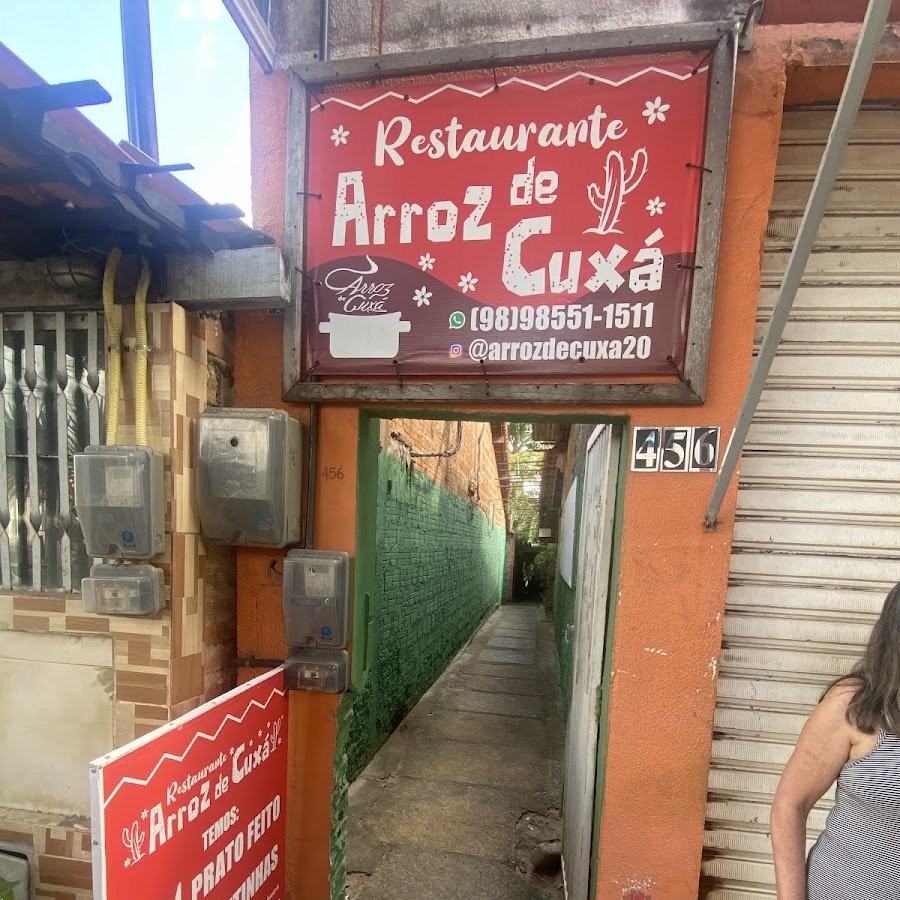 Restaurante
Arroz de
Cuxá
Arroz
de Cuxá
(98)98551-1511
@arrozdecuxa20
456
456
Restaurante
Arroz de Cuxá
TEMOS:
PRATO FEITO